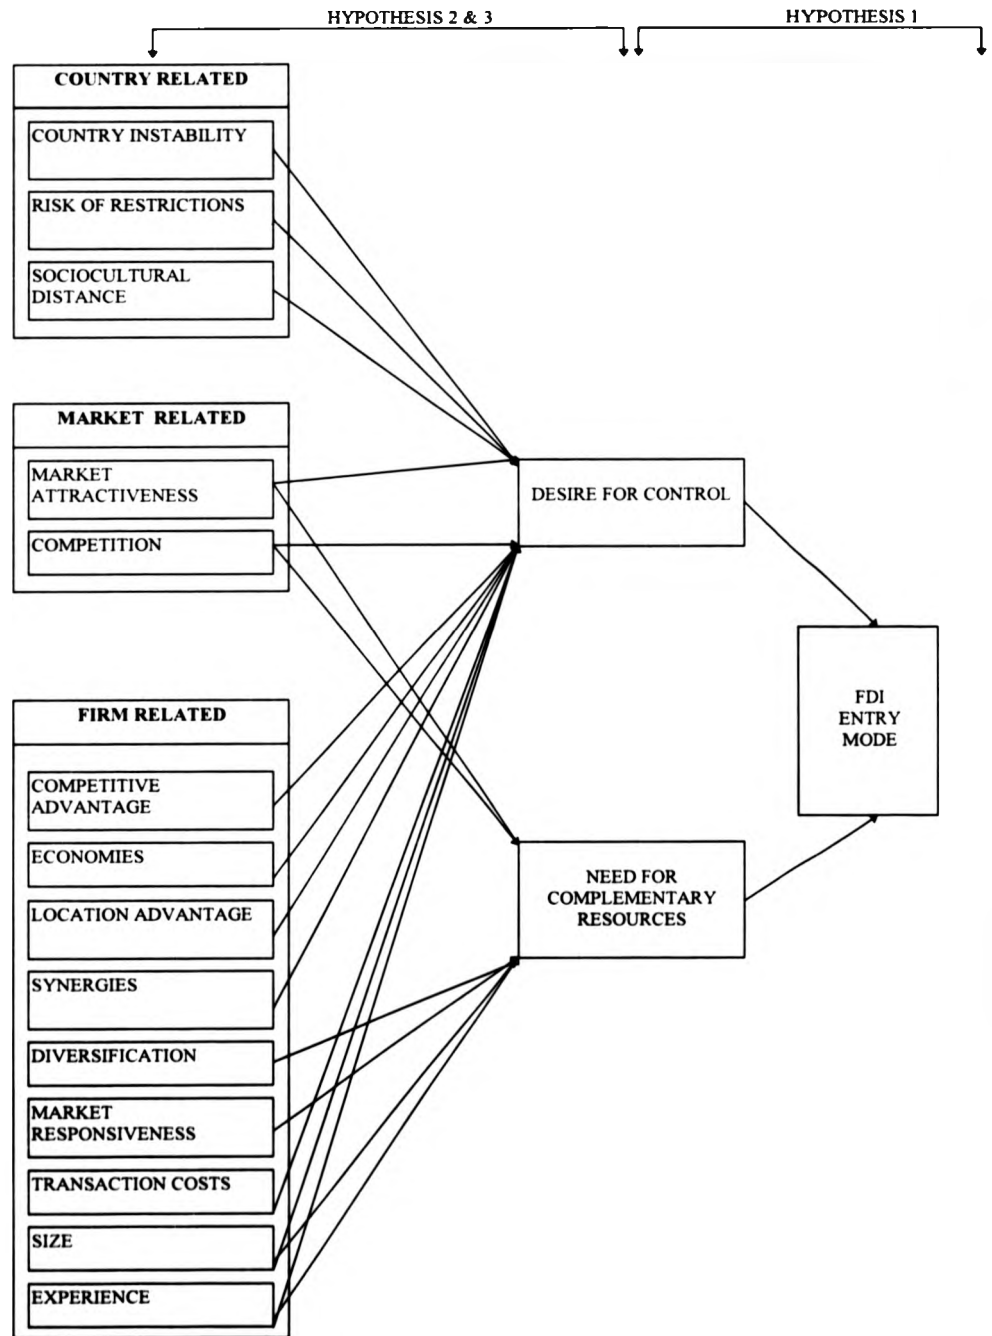 HYPOTHESIS 2 & 3
HYPOTHESIS 1
COUNTRY RELATED
COUNTRY INSTABILITY
RISK OF RESTRICTIONS
SOCIOCULTURAL
DISTANCE
MARKET RELATED
MARKET
ATTRACTIVENESS
COMPETITION
DESIRE FOR CONTROL
FDI
ENTRY
MODE
FIRM RELATED
COMPETITIVE
ADVANTAGE
ECONOMIES
LOCATION ADVANTAGE
SYNERGIES
DIVERSIFICATION
MARKET
RESPONSIVENESS
TRANSACTION COSTS
SIZE
EXPERIENCE
NEED FOR
COMPLEMENTARY
RESOURCES